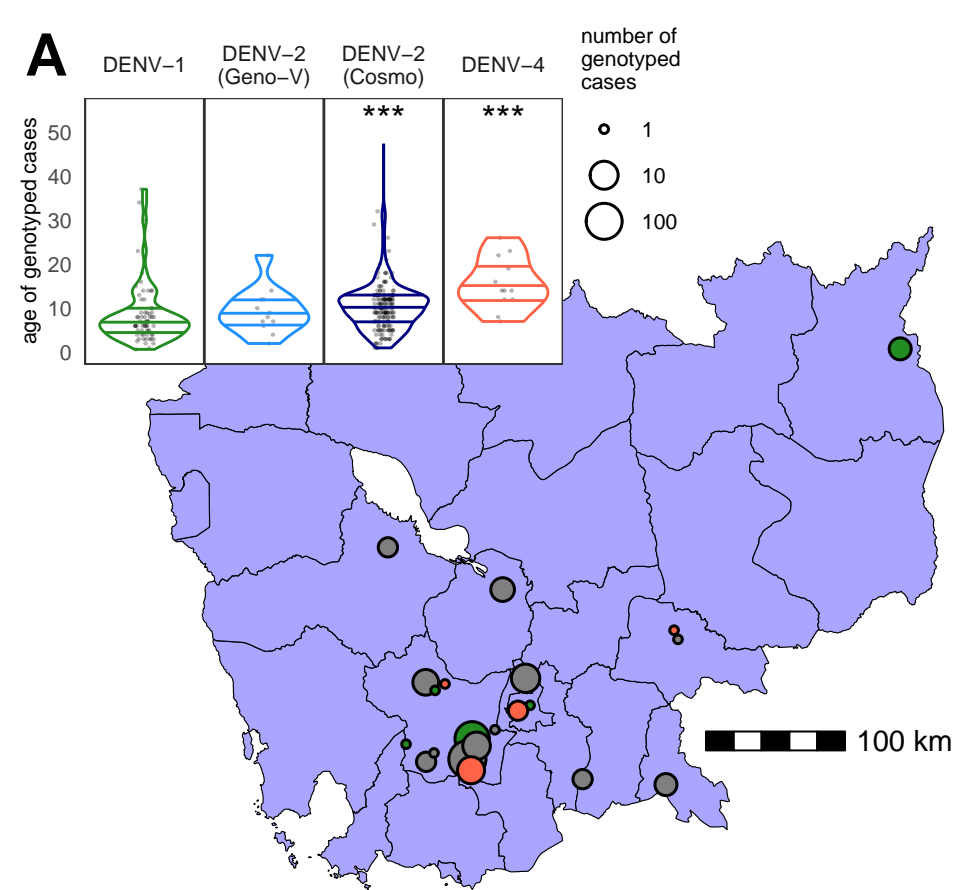 A
DENV−1
DENV−2
(Geno−V)
DENV−2
(Cosmo)
DENV−4
number of
genotyped
cases
***
***
1
10
100
age of genotyped cases
50
40
30
20
10
0
100 km